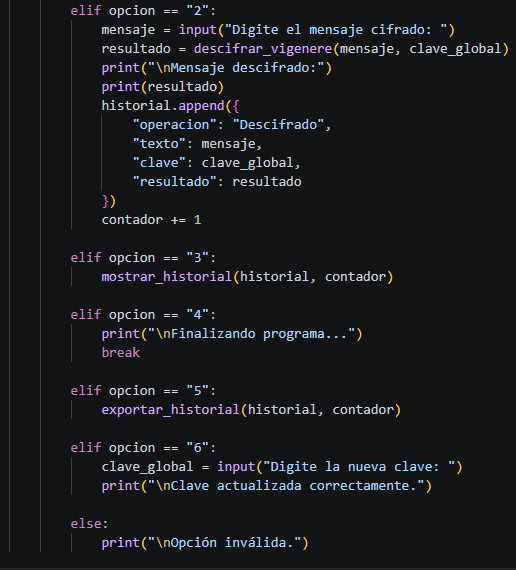 elif opcion == "2":
    mensaje = input("Digite el mensaje cifrado: ")
    resultado = descifrar_vigenere(mensaje, clave_global)
    print("\nMensaje descifrado:")
    print(resultado)
    historial.append({
        "operacion": "Descifrado",
        "texto": mensaje,
        "clave": clave_global,
        "resultado": resultado
    })
    contador += 1

elif opcion == "3":
    mostrar_historial(historial, contador)

elif opcion == "4":
    print("\nFinalizando programa...")
    break

elif opcion == "5":
    exportar_historial(historial, contador)

elif opcion == "6":
    clave_global = input("Digite la nueva clave: ")
    print("\nClave actualizada correctamente.")

else:
    print("\nOpción inválida.")